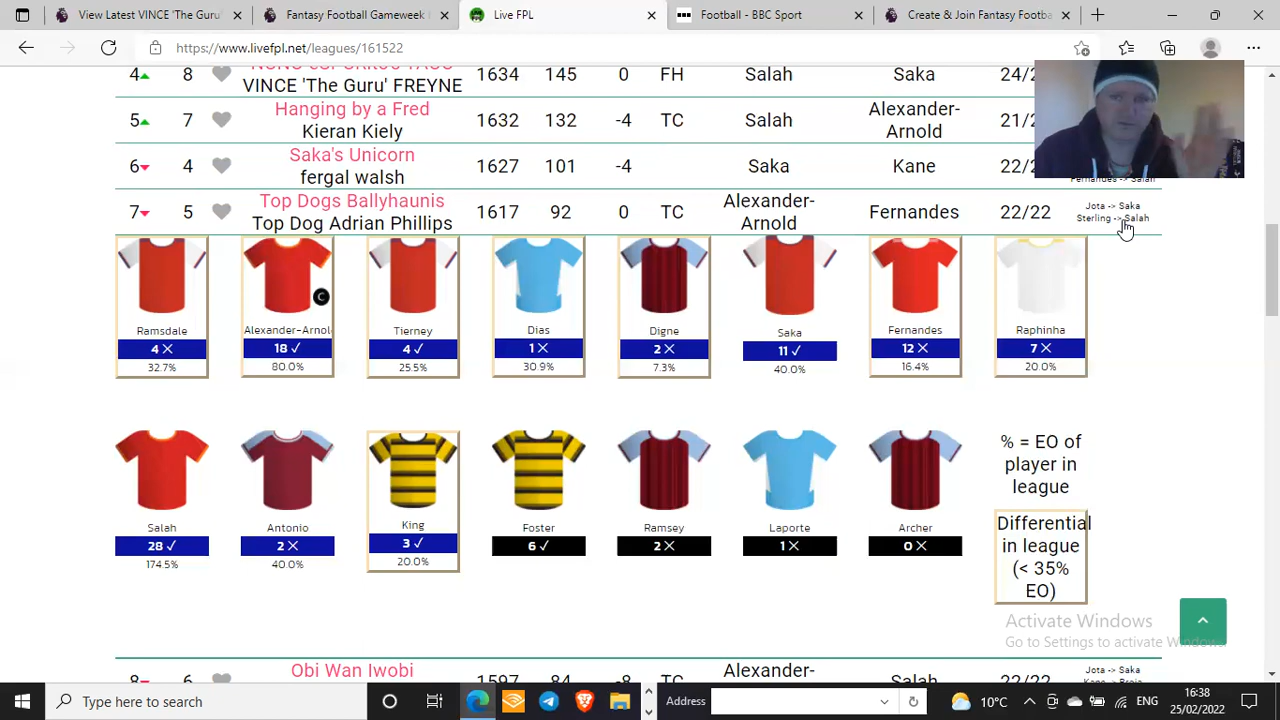 View Latest VINCE 'The Guru'
Fantasy Football Gameweek
Live FPL
Football - BBC Sport
Create & Join Fantasy Footba
https://www.livefpl.net/leagues/161522
4 8 VINCE 'The Guru' FREYNE 1634 145 0 FH Salah Saka 24/2
5 7 Hanging by a Fred 1632 132 -4 TC Salah Alexander-
Kieran Kiely Arnold 21/2
6 4 Saka's Unicorn 1627 101 -4 Saka Kane 22/2
fergal walsh
Fernandes -> Salah
7 5 Top Dogs Ballyhaunis 1617 92 0 TC Alexander- Fernandes 22/22 Jota -> Saka
Top Dog Adrian Phillips Arnold Sterling -> Salah
C
Ramsdale Alexander-Arnol Tierney Dias Digne Saka Fernandes Raphinha
4 ✕ 18 ✓ 4 ✓ 1 ✕ 2 ✕ 11 ✓ 12 ✕ 7 ✕
32.7% 80.0% 25.5% 30.9% 7.3% 40.0% 16.4% 20.0%
Salah Antonio King Foster Ramsey Laporte Archer
28 ✓ 2 ✕ 3 ✓ 6 ✓ 2 ✕ 1 ✕ 0 ✕
174.5% 40.0% 20.0%
% = EO of
player in
league
Differential
in league
(< 35%
EO)
Activate Windows
Go to Settings to activate Windows.
8 6 Obi Wan Iwobi 1597 84 -8 TC Alexander- Salah 22/22 Jota -> Saka
Type here to search
Address
10°C
ENG
16:38
25/02/2022